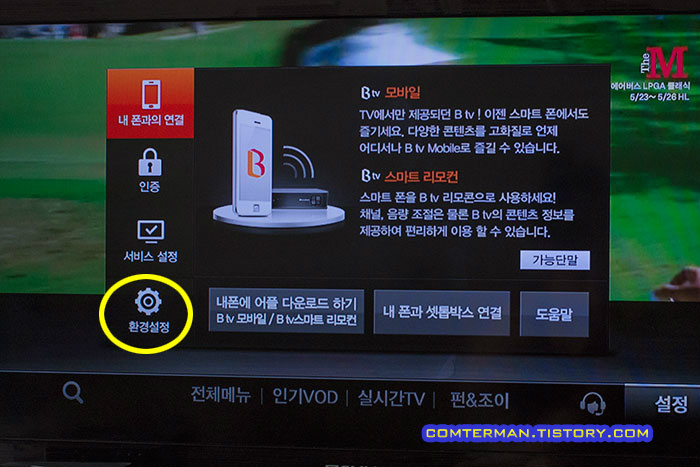 The M
에어버스 LPGA 클래식
5/23~ 5/26 HL
내 폰과의 연결
인증
서비스 설정
환경설정
B tv 모바일
TV에서만 제공되던 B tv ! 이젠 스마트 폰에서도
즐기세요. 다양한 콘텐츠를 고화질로 언제
어디서나 B tv Mobile로 즐길 수 있습니다.
B tv 스마트 리모컨
스마트 폰을 B tv 리모콘으로 사용하세요!
채널, 음량 조절은 물론 B tv의 콘텐츠 정보를
제공하여 편리하게 이용 할 수 있습니다.
가능단말
내폰에 어플 다운로드 하기
B tv 모바일 / B tv스마트 리모컨
내 폰과 셋톱박스 연결
도움말
전체메뉴 | 인기VOD | 실시간TV | 펀&조이
설정
COMTERMAN.TISTORY.COM